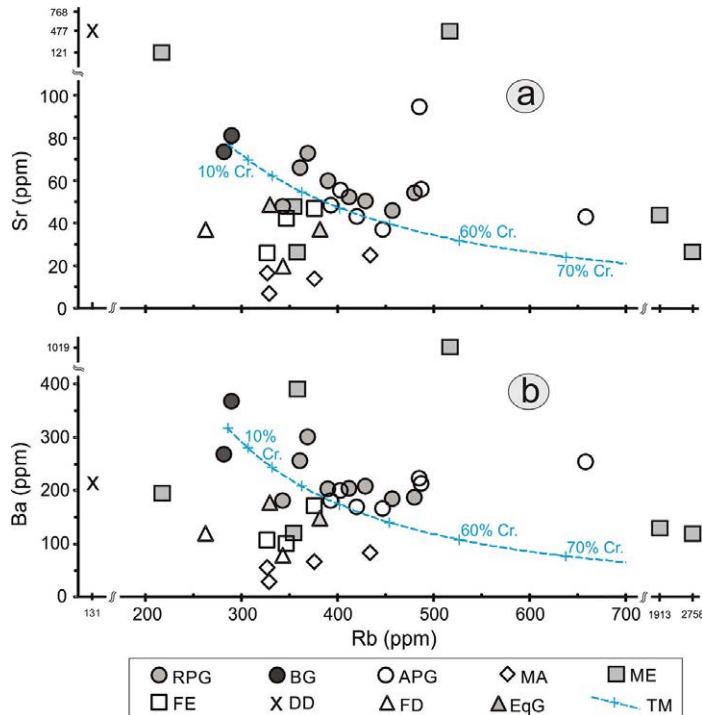 768
477
121
a
100
Sr (ppm)
80
10% Cr.
60
40
60% Cr.
20
70% Cr.
0
1019
b
400
Ba (ppm)
10%
Cr.
300
200
100
60% Cr.
70% Cr.
0
131 200 300 400 500 600 700 1913 2758
Rb (ppm)
RPG BG APG MA ME
FE DD FD EqG TM